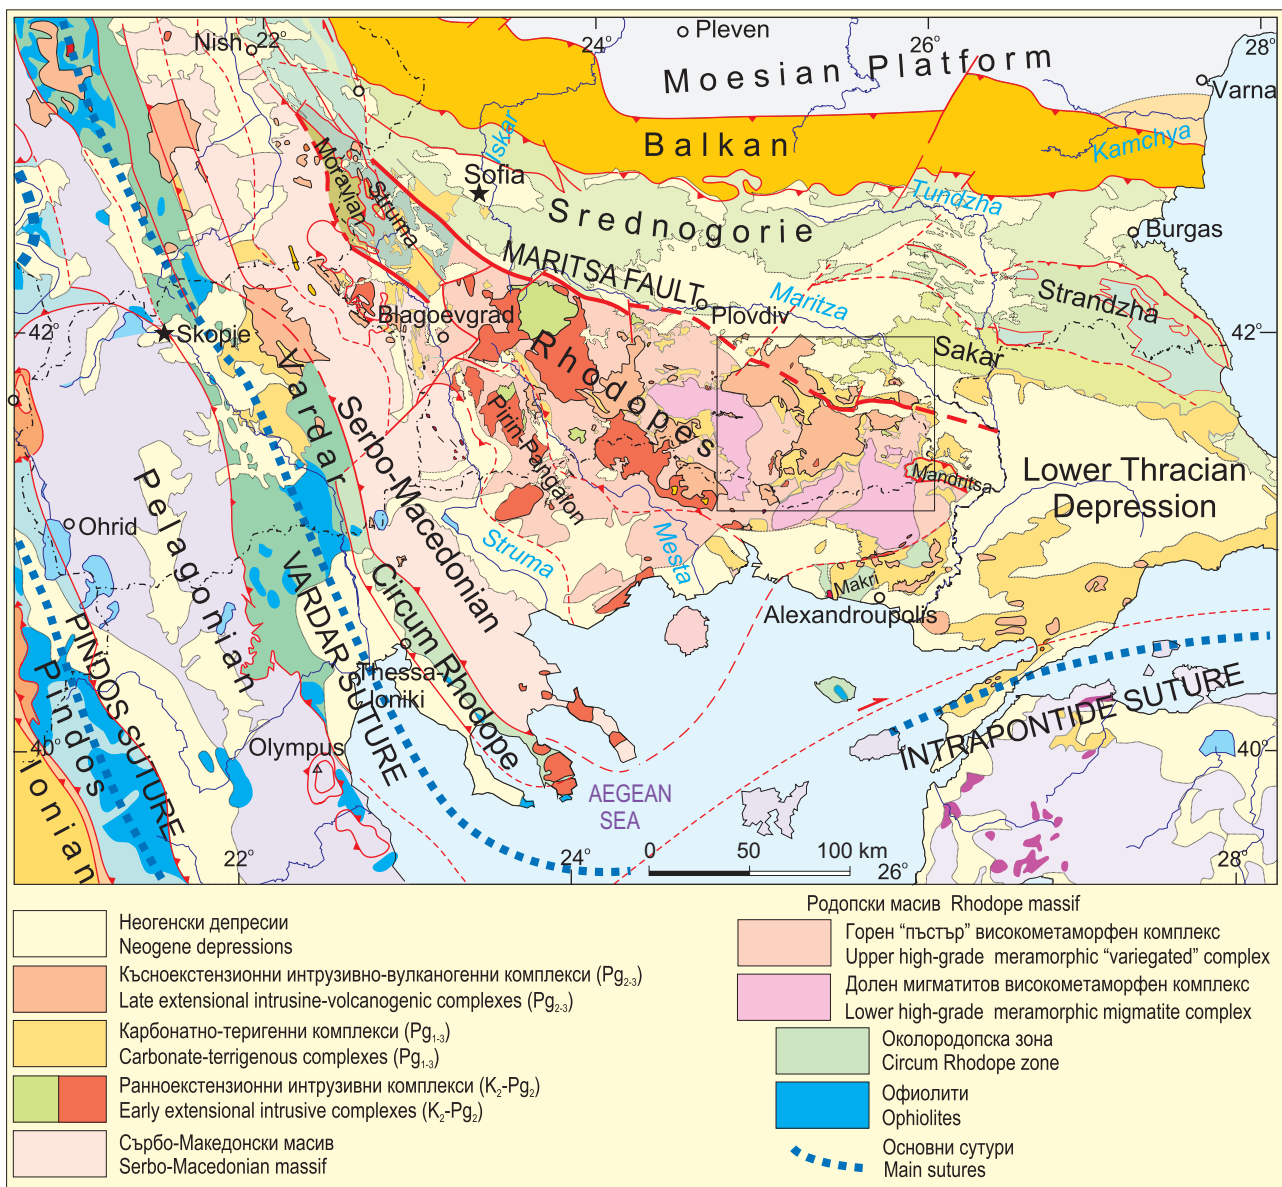 Nish
22°
24°
Pleven
26°
28°
Moesian Platform
Varna
Balkan
Kamchya
Iskar
Sofia
Moravian
Struma
Tundzha
Srednogorie
Burgas
MARITSA FAULT
Maritza
Strandzha
Blagoevgrad
Plovdiv
42°
Skopje
42°
Sakar
Rhodopes
Vardar
Serbo-Macedonian
Pirin-Pangaion
Mandritsa
Lower Thracian
Depression
Pelagonian
Ohrid
Struma
Mesta
VARDAR SUTURE
Circum Rhodope
Makri
Alexandroupolis
PINDOS SUTURE
Pindos
Thessa-
loniki
Olympus
40°
INTRAPONTIDE SUTURE
40°
Ionian
AEGEAN
SEA
22°
24°
0 50 100 km
26°
28°
Неогенски депресии
Neogene depressions
Късноекстензионни интрузивно-вулканогенни комплекси (Pg2-3)
Late extensional intrusine-volcanogenic complexes (Pg2-3)
Карбонатно-теригенни комплекси (Pg1-3)
Carbonate-terrigenous complexes (Pg1-3)
Ранноекстензионни интрузивни комплекси (K2-Pg2)
Early extensional intrusive complexes (K2-Pg2)
Сърбо-Македонски масив
Serbo-Macedonian massif
Родопски масив Rhodope massif
Горен “пъстър” високометаморфен комплекс
Upper high-grade meramorphic “variegated” complex
Долен мигматитов високометаморфен комплекс
Lower high-grade meramorphic migmatite complex
Околородопска зона
Circum Rhodope zone
Офиолити
Ophiolites
Основни сутури
Main sutures